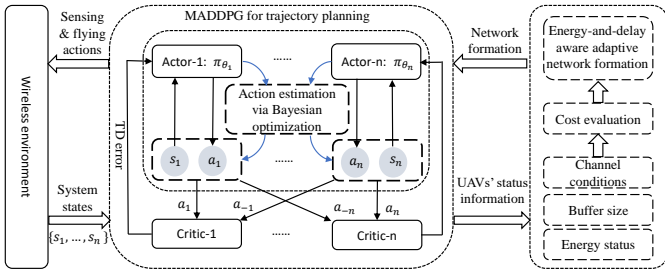 Sensing
& flying
actions
Wireless environment
System
states
{s₁, …, sₙ}
MADDPG for trajectory planning
TD error
Actor-1: π_θ₁
……
Actor-n: π_θₙ
Action estimation
via Bayesian
optimization
s₁
a₁
……
aₙ
sₙ
a₁
a₋₁
a₋ₙ
aₙ
Critic-1
……
Critic-n
Network
formation
UAVs' status
information
Energy-and-delay
aware adaptive
network formation
Cost evaluation
Channel
conditions
Buffer size
Energy status